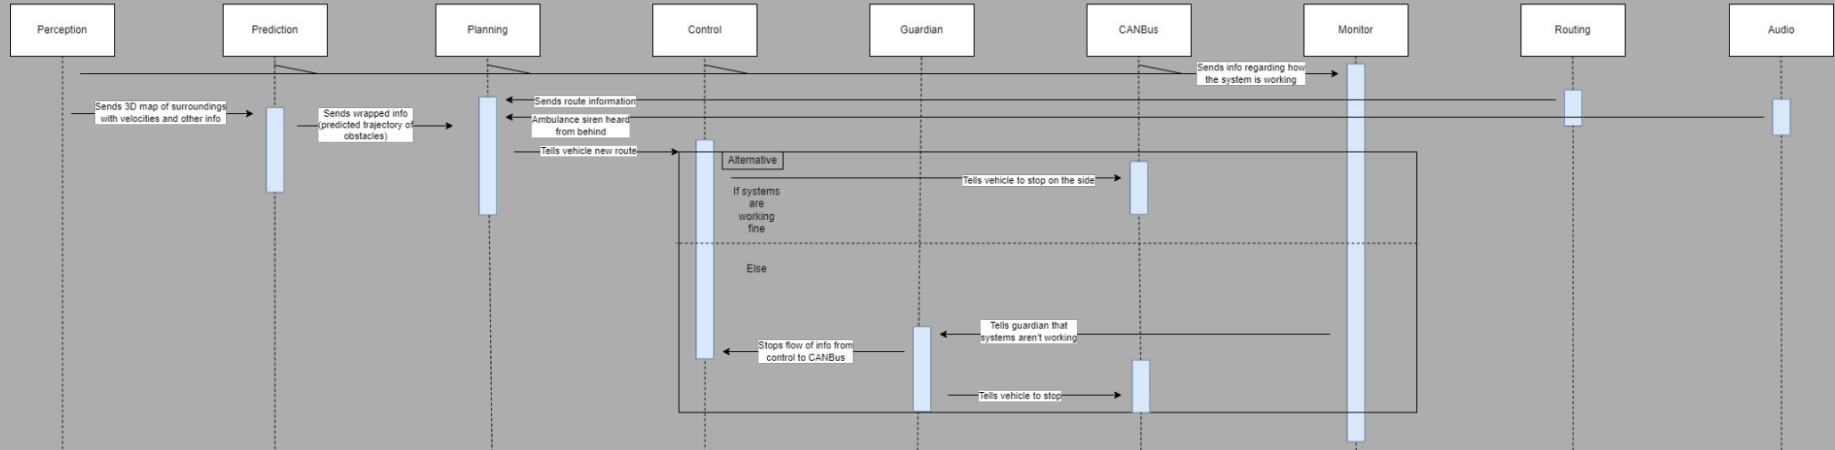 Perception
Prediction
Planning
Control
Guardian
CANBus
Monitor
Routing
Audio
Sends info regarding how
the system is working
Sends 3D map of surroundings
with velocities and other info
Sends wrapped info
(predicted trajectory of
obstacles)
Sends route information
Ambulance siren heard
from behind
Tells vehicle new route
Alternative
Tells vehicle to stop on the side
If systems
are
working
fine
Else
Tells guardian that
systems aren't working
Stops flow of info from
control to CANBus
Tells vehicle to stop